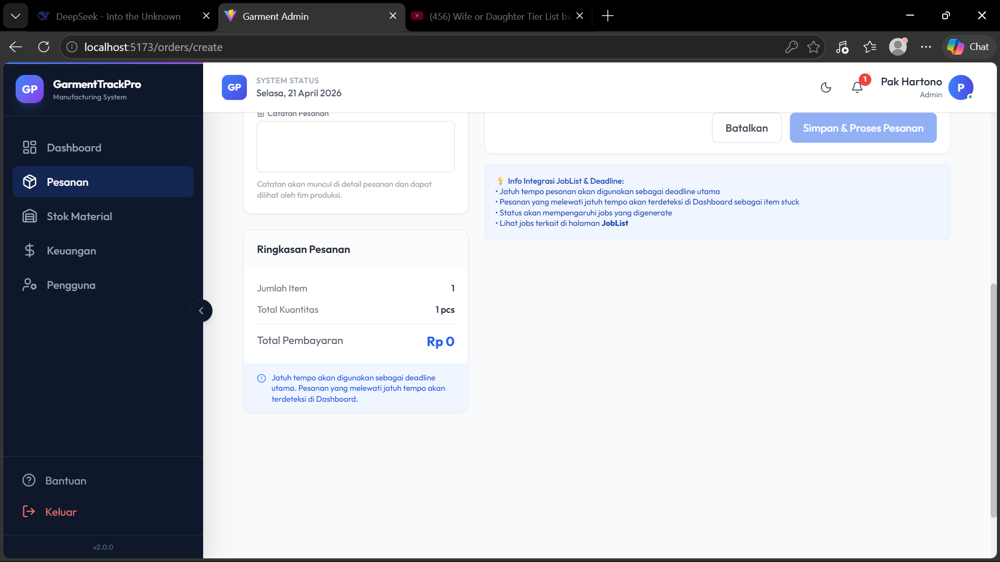 DeepSeek - Into the Unknown
Garment Admin
(456) Wife or Daughter Tier List bu
localhost:5173/orders/create
Chat
GP
GarmentTrackPro
Manufacturing System
Dashboard
Pesanan
Stok Material
Keuangan
Pengguna
Bantuan
Keluar
v2.0.0
GP
SYSTEM STATUS
Selasa, 21 April 2026
1
Pak Hartono
Admin
P
Catatan Pesanan
Catatan akan muncul di detail pesanan dan dapat
dilihat oleh tim produksi.
Ringkasan Pesanan
Jumlah Item 1
Total Kuantitas 1 pcs
Total Pembayaran Rp 0
Jatuh tempo akan digunakan sebagai deadline
utama. Pesanan yang melewati jatuh tempo akan
terdeteksi di Dashboard.
Batalkan
Simpan & Proses Pesanan
💡 Info Integrasi JobList & Deadline:
• Jatuh tempo pesanan akan digunakan sebagai deadline utama
• Pesanan yang melewati jatuh tempo akan terdeteksi di Dashboard sebagai item stuck
• Status akan mempengaruhi jobs yang digenerate
• Lihat jobs terkait di halaman JobList